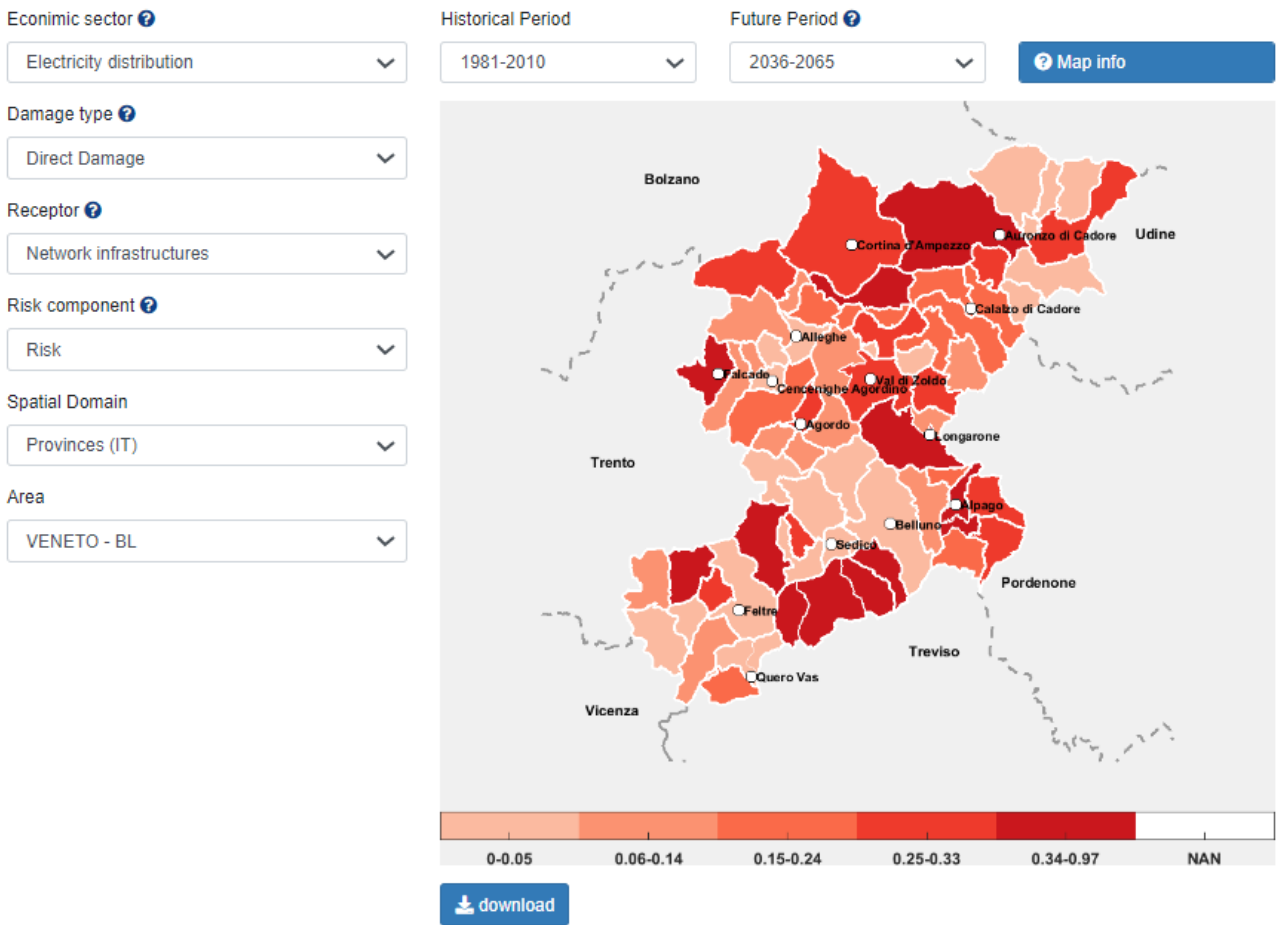 Econimic sector ?
Electricity distribution
Damage type ?
Direct Damage
Receptor ?
Network infrastructures
Risk component ?
Risk
Spatial Domain
Provinces (IT)
Area
VENETO - BL
Historical Period
1981-2010
Future Period ?
2036-2065
? Map info
Bolzano
Udine
Cortina d'Ampezzo
Auronzo di Cadore
Calalzo di Cadore
Alleghe
Falcado
Cencenighe Agordino
Val di Zoldo
Agordo
Longarone
Trento
Alpago
Belluno
Sedico
Pordenone
Feltre
Treviso
Quero Vas
Vicenza
0-0.05
0.06-0.14
0.15-0.24
0.25-0.33
0.34-0.97
NAN
download